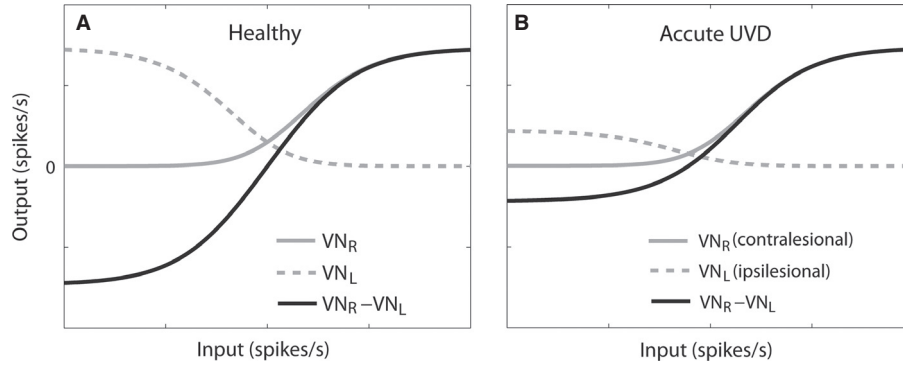 A
Healthy
Output (spikes/s)
0
VN_R
VN_L
VN_R – VN_L
Input (spikes/s)
B
Accute UVD
VN_R (contralesional)
VN_L (ipsilesional)
VN_R – VN_L
Input (spikes/s)